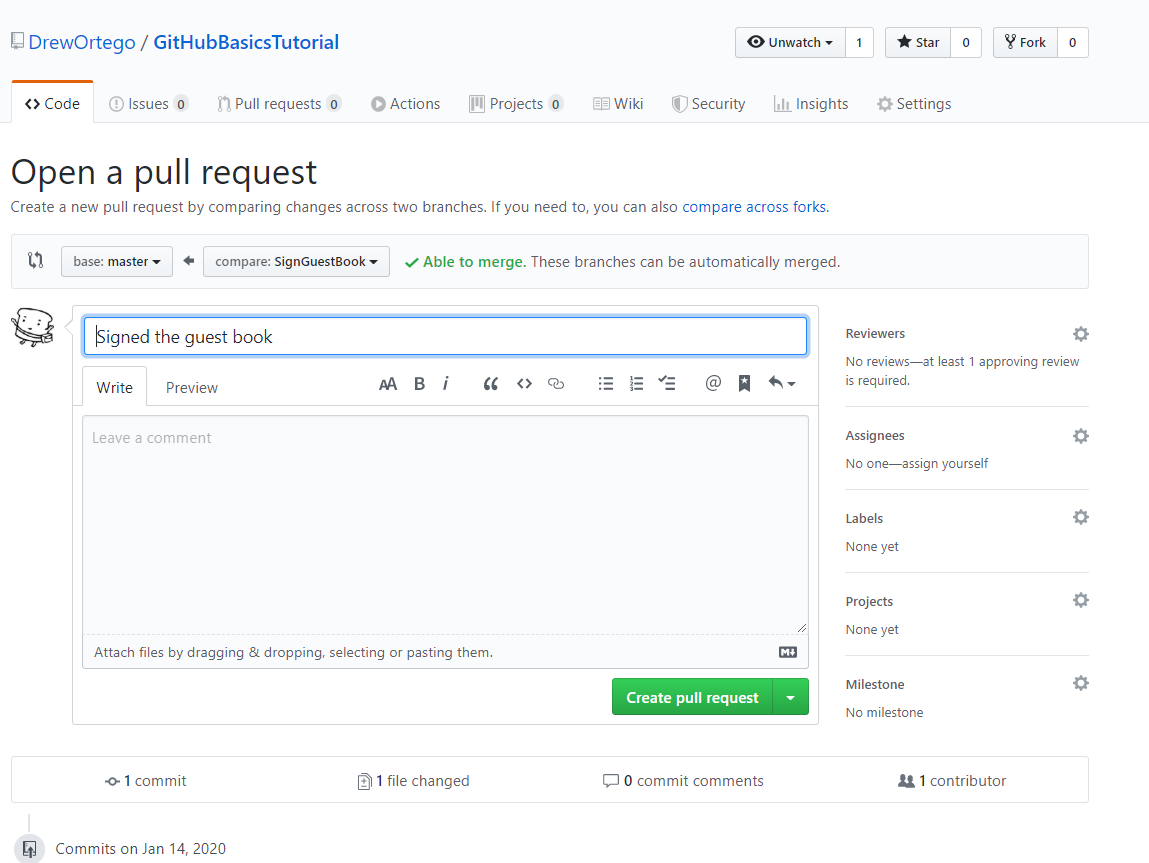 DrewOrtego / GitHubBasicsTutorial
Unwatch 1 Star 0 Fork 0
Code Issues 0 Pull requests 0 Actions Projects 0 Wiki Security Insights Settings
Open a pull request
Create a new pull request by comparing changes across two branches. If you need to, you can also compare across forks.
base: master compare: SignGuestBook Able to merge. These branches can be automatically merged.
Signed the guest book
Write Preview AA B i “ <> @
Leave a comment
Attach files by dragging & dropping, selecting or pasting them. M
Create pull request
Reviewers
No reviews—at least 1 approving review
is required.
Assignees
No one—assign yourself
Labels
None yet
Projects
None yet
Milestone
No milestone
1 commit 1 file changed 0 commit comments 1 contributor
Commits on Jan 14, 2020